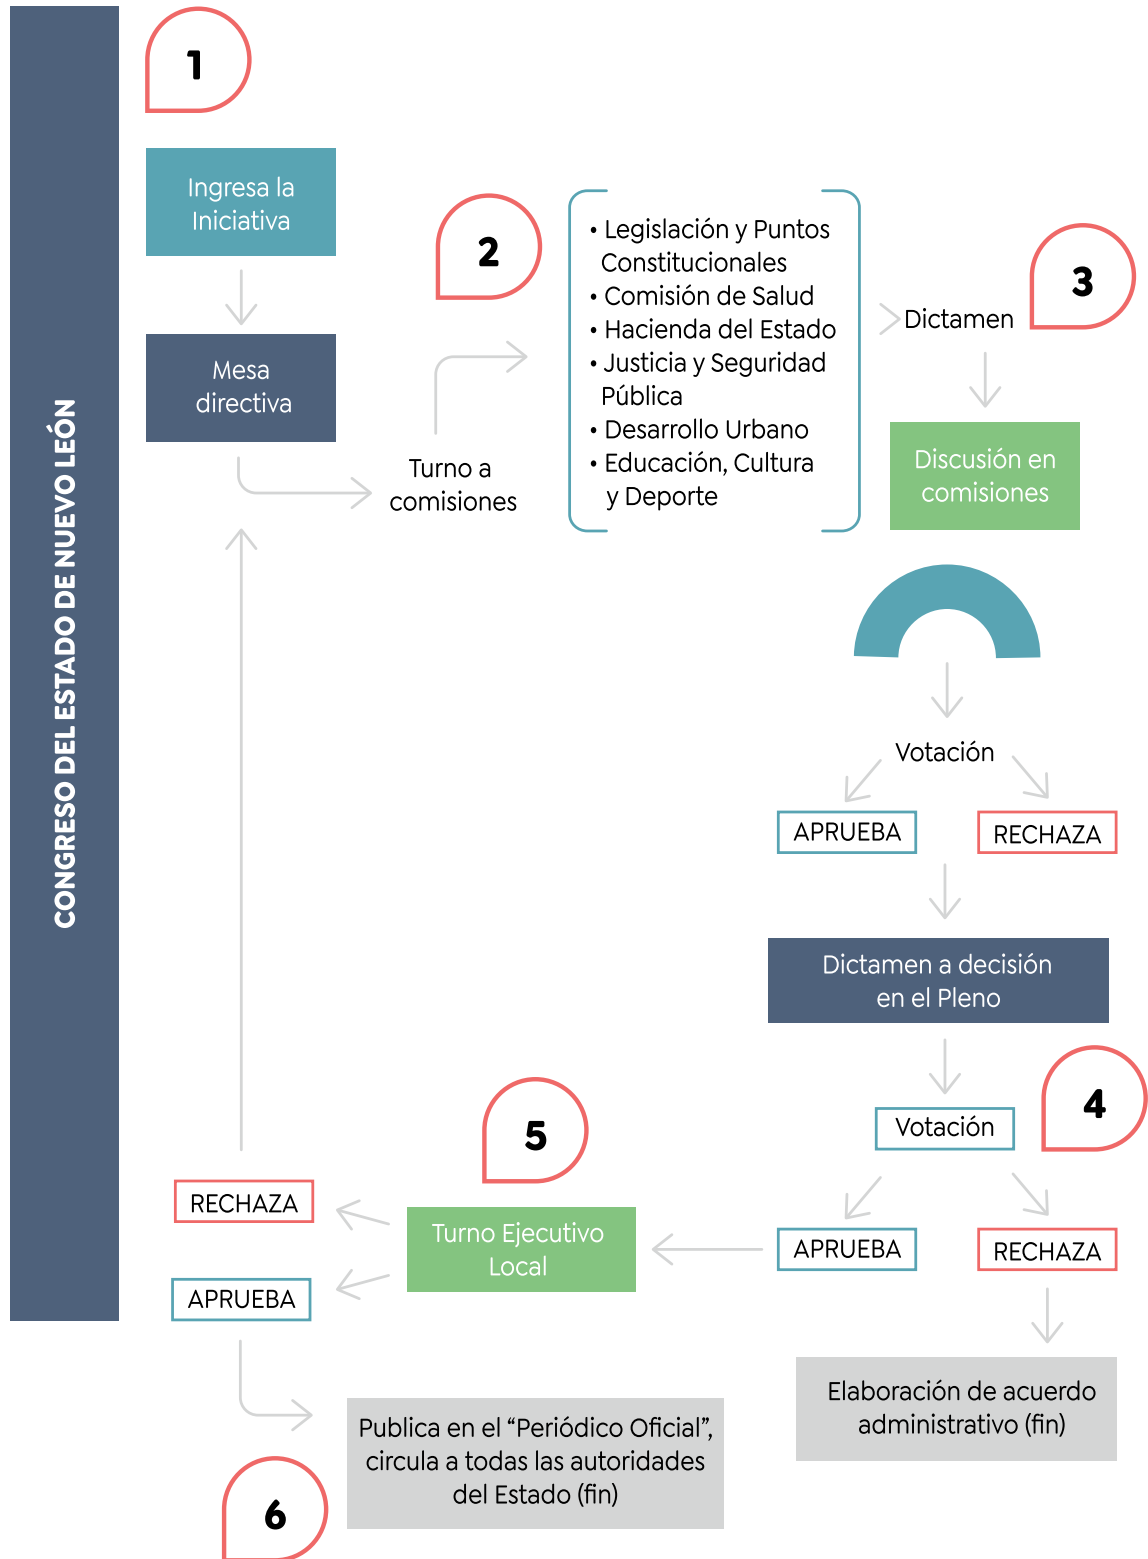 CONGRESO DEL ESTADO DE NUEVO LEÓN
1
Ingresa la
Iniciativa
Mesa
directiva
Turno a
comisiones
2
• Legislación y Puntos
Constitucionales
• Comisión de Salud
• Hacienda del Estado
• Justicia y Seguridad
Pública
• Desarrollo Urbano
• Educación, Cultura
y Deporte
3
Dictamen
Discusión en
comisiones
Votación
APRUEBA
RECHAZA
Dictamen a decisión
en el Pleno
4
Votación
APRUEBA
RECHAZA
Elaboración de acuerdo
administrativo (fin)
5
Turno Ejecutivo
Local
RECHAZA
APRUEBA
6
Publica en el “Periódico Oficial”,
circula a todas las autoridades
del Estado (fin)